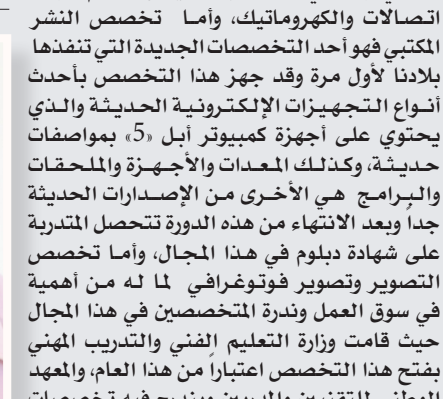 اتصالات والكهروماتيك، وأما تخصص النشر
المكتبي فهو أحد التخصصات الجديدة التي تنفذها
بلادنا لأول مرة وقد جهز هذا التخصص بأحدث
أنواع التجهيزات الإلكترونية الحديثة والذي
يحتوي على أجهزة كمبيوتر أبل «5» بمواصفات
حديثة، وكذلك المعدات والأجهزة والملحقات
والبرامج هي الأخرى من الإصدارات الحديثة
جداً وبعد الانتهاء من هذه الدورة تتحصل المتدربة
على شهادة دبلوم في هذا المجال، وأما تخصص
التصوير وتصوير فوتوغرافي لما له من أهمية
في سوق العمل وندرة المتخصصين في هذا المجال
حيث قامت وزارة التعليم الفني والتدريب المهني
بفتح هذا التخصص اعتباراً من هذا العام، والمعهد